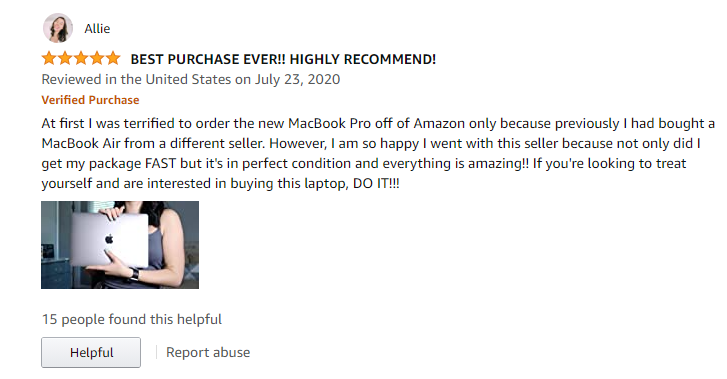 Allie
BEST PURCHASE EVER!! HIGHLY RECOMMEND!
Reviewed in the United States on July 23, 2020
Verified Purchase
At first I was terrified to order the new MacBook Pro off of Amazon only because previously I had bought a
MacBook Air from a different seller. However, I am so happy I went with this seller because not only did I
get my package FAST but it's in perfect condition and everything is amazing!! If you're looking to treat
yourself and are interested in buying this laptop, DO IT!!!
15 people found this helpful
Helpful
Report abuse